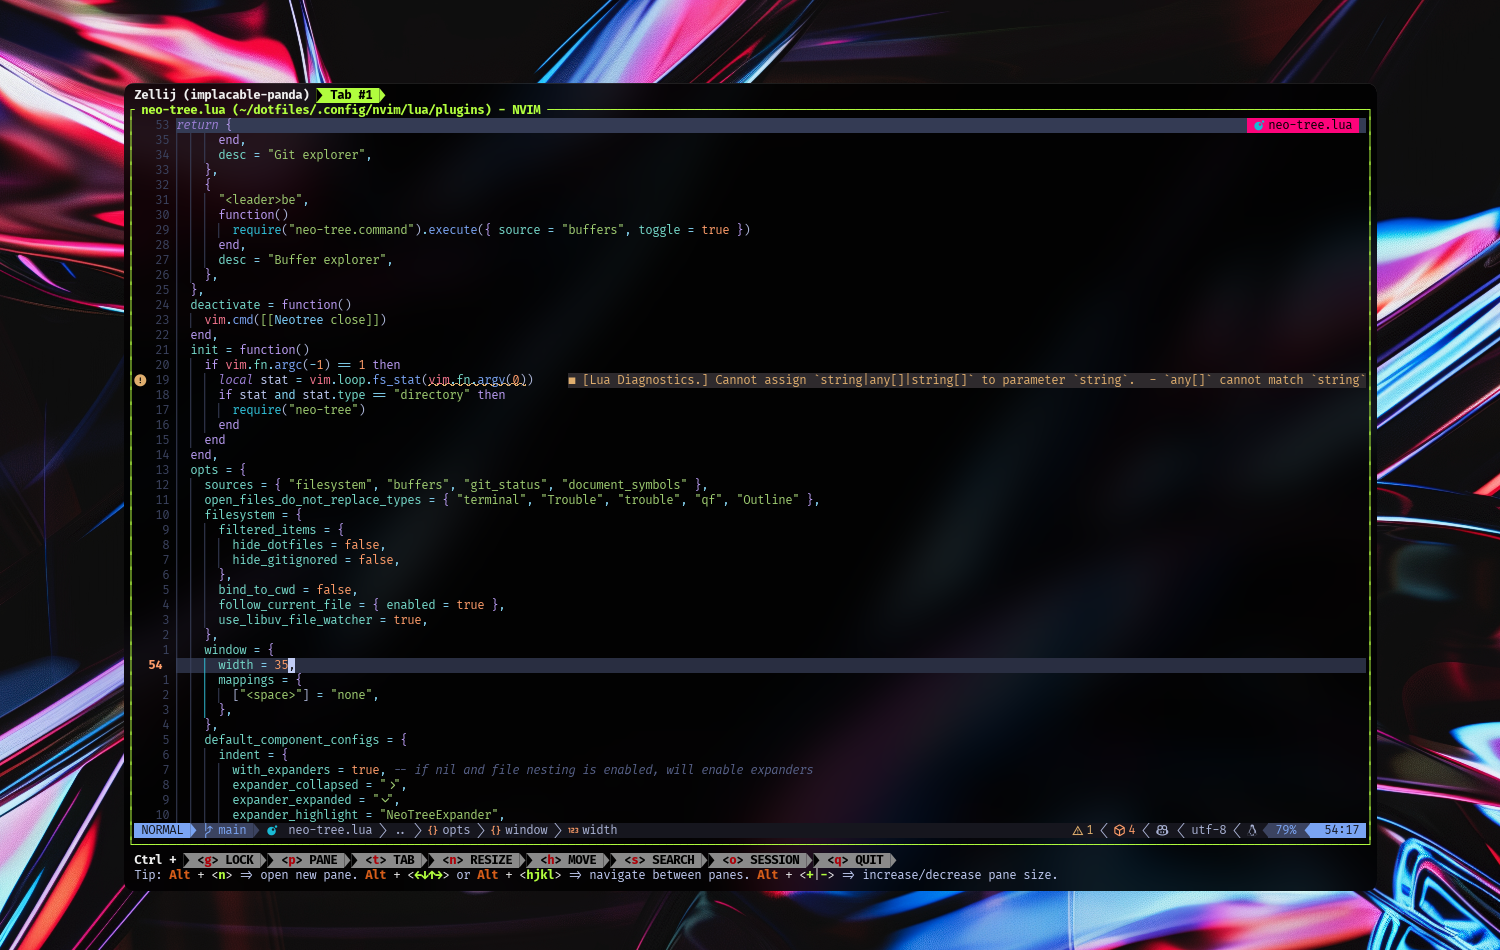 Zellij (implacable-panda) Tab #1
neo-tree.lua (~/dotfiles/.config/nvim/lua/plugins) - NVIM
53 return { neo-tree.lua
35 end,
34 desc = "Git explorer",
33 },
32 {
31 "<leader>be",
30 function()
29 require("neo-tree.command").execute({ source = "buffers", toggle = true })
28 end,
27 desc = "Buffer explorer",
26 },
25 },
24 deactivate = function()
23 vim.cmd([[Neotree close]])
22 end,
21 init = function()
20 if vim.fn.argc(-1) == 1 then
19 local stat = vim.loop.fs_stat(vim.fn.argv(0)) ■ [Lua Diagnostics.] Cannot assign `string|any[]|string[]` to parameter `string`. - `any[]` cannot match `string`
18 if stat and stat.type == "directory" then
17 require("neo-tree")
16 end
15 end
14 end,
13 opts = {
12 sources = { "filesystem", "buffers", "git_status", "document_symbols" },
11 open_files_do_not_replace_types = { "terminal", "Trouble", "trouble", "qf", "Outline" },
10 filesystem = {
9 filtered_items = {
8 hide_dotfiles = false,
7 hide_gitignored = false,
6 },
5 bind_to_cwd = false,
4 follow_current_file = { enabled = true },
3 use_libuv_file_watcher = true,
2 },
1 window = {
54 width = 35,
1 mappings = {
2 ["<space>"] = "none",
3 },
4 },
5 default_component_configs = {
6 indent = {
7 with_expanders = true, -- if nil and file nesting is enabled, will enable expanders
8 expander_collapsed = "",
9 expander_expanded = "",
10 expander_highlight = "NeoTreeExpander",
NORMAL main neo-tree.lua .. {} opts {} window 123 width 1 4 utf-8 79% 54:17
Ctrl + <g> LOCK <p> PANE <t> TAB <n> RESIZE <h> MOVE <s> SEARCH <o> SESSION <q> QUIT
Tip: Alt + <n> => open new pane. Alt + <←↓↑→> or Alt + <hjkl> => navigate between panes. Alt + <+|-> => increase/decrease pane size.